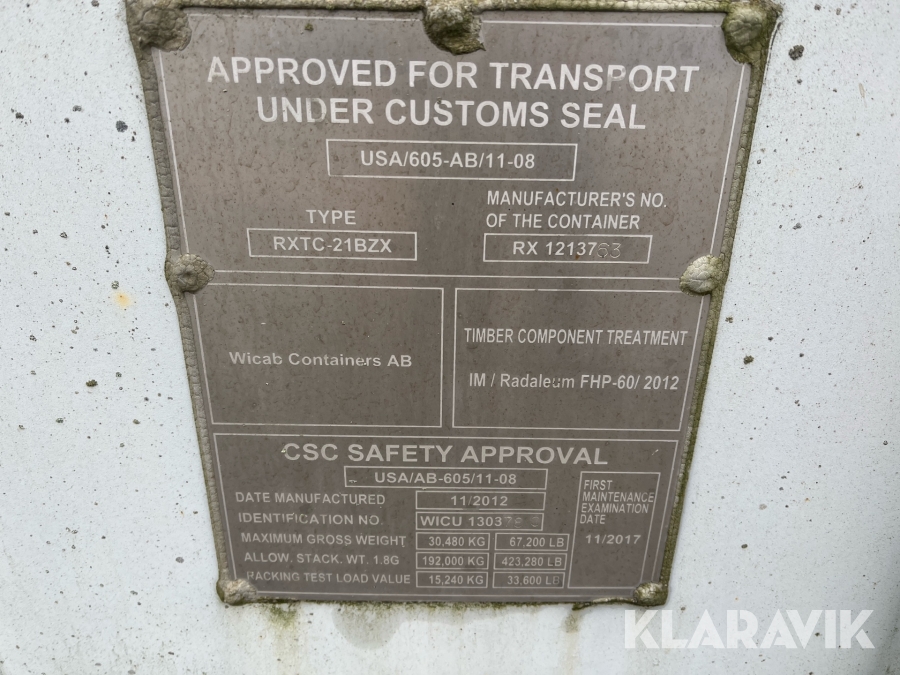 APPROVED FOR TRANSPORT
UNDER CUSTOMS SEAL
USA/605-AB/11-08
TYPE
RXTC-21BZX
MANUFACTURER'S NO.
OF THE CONTAINER
RX 1213763
Wicab Containers AB
TIMBER COMPONENT TREATMENT
IM / Radaleum FHP-60/ 2012
CSC SAFETY APPROVAL
USA/AB-605/11-08
DATE MANUFACTURED 11/2012
IDENTIFICATION NO. WICU
MAXIMUM GROSS WEIGHT 30,480 KG 67,200 LB
ALLOW. STACK. WT. 1.8G 192,000 KG 423,280 LB
RACKING TEST LOAD VALUE 15,240 KG 33,600 LB
FIRST
MAINTENANCE
EXAMINATION
DATE
11/2017
KLARAVIK